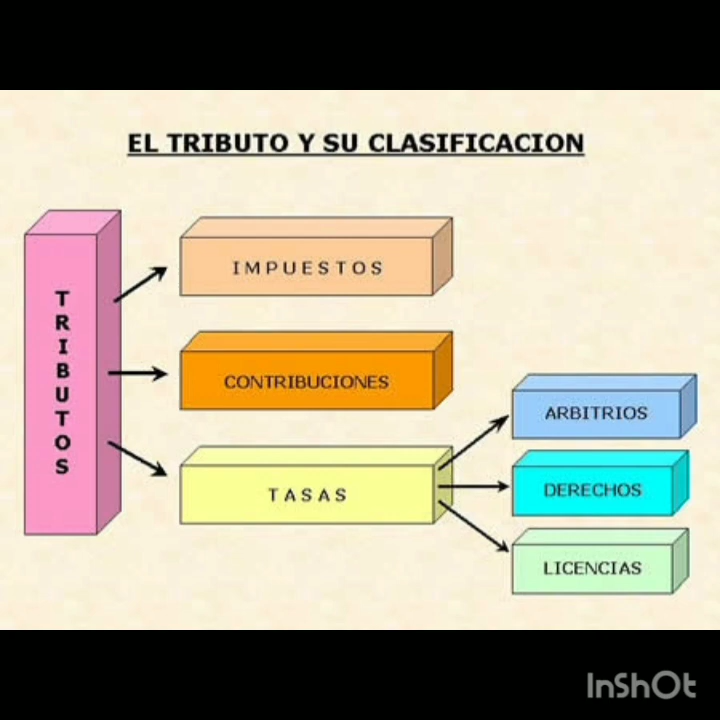 EL TRIBUTO Y SU CLASIFICACION
TRIBUTOS
IMPUESTOS
CONTRIBUCIONES
TASAS
ARBITRIOS
DERECHOS
LICENCIAS
InShOt